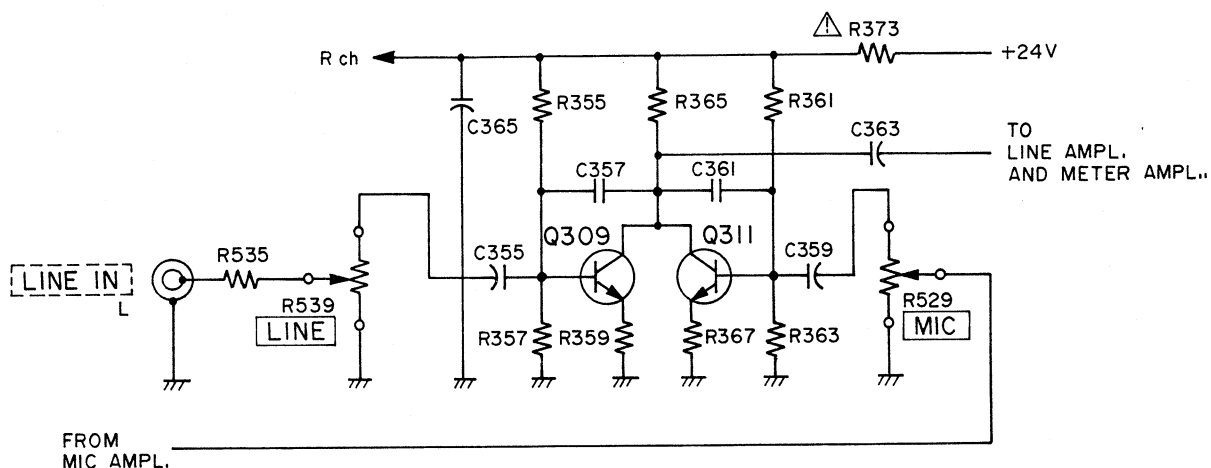 R373
R ch
+24V
R355
R365
R361
C365
C363
TO
LINE AMPL.
AND METER AMPL.
C357
C361
Q309
Q311
R535
C355
C359
LINE IN
L
R539
LINE
R529
MIC
R357
R359
R367
R363
FROM
MIC AMPL.